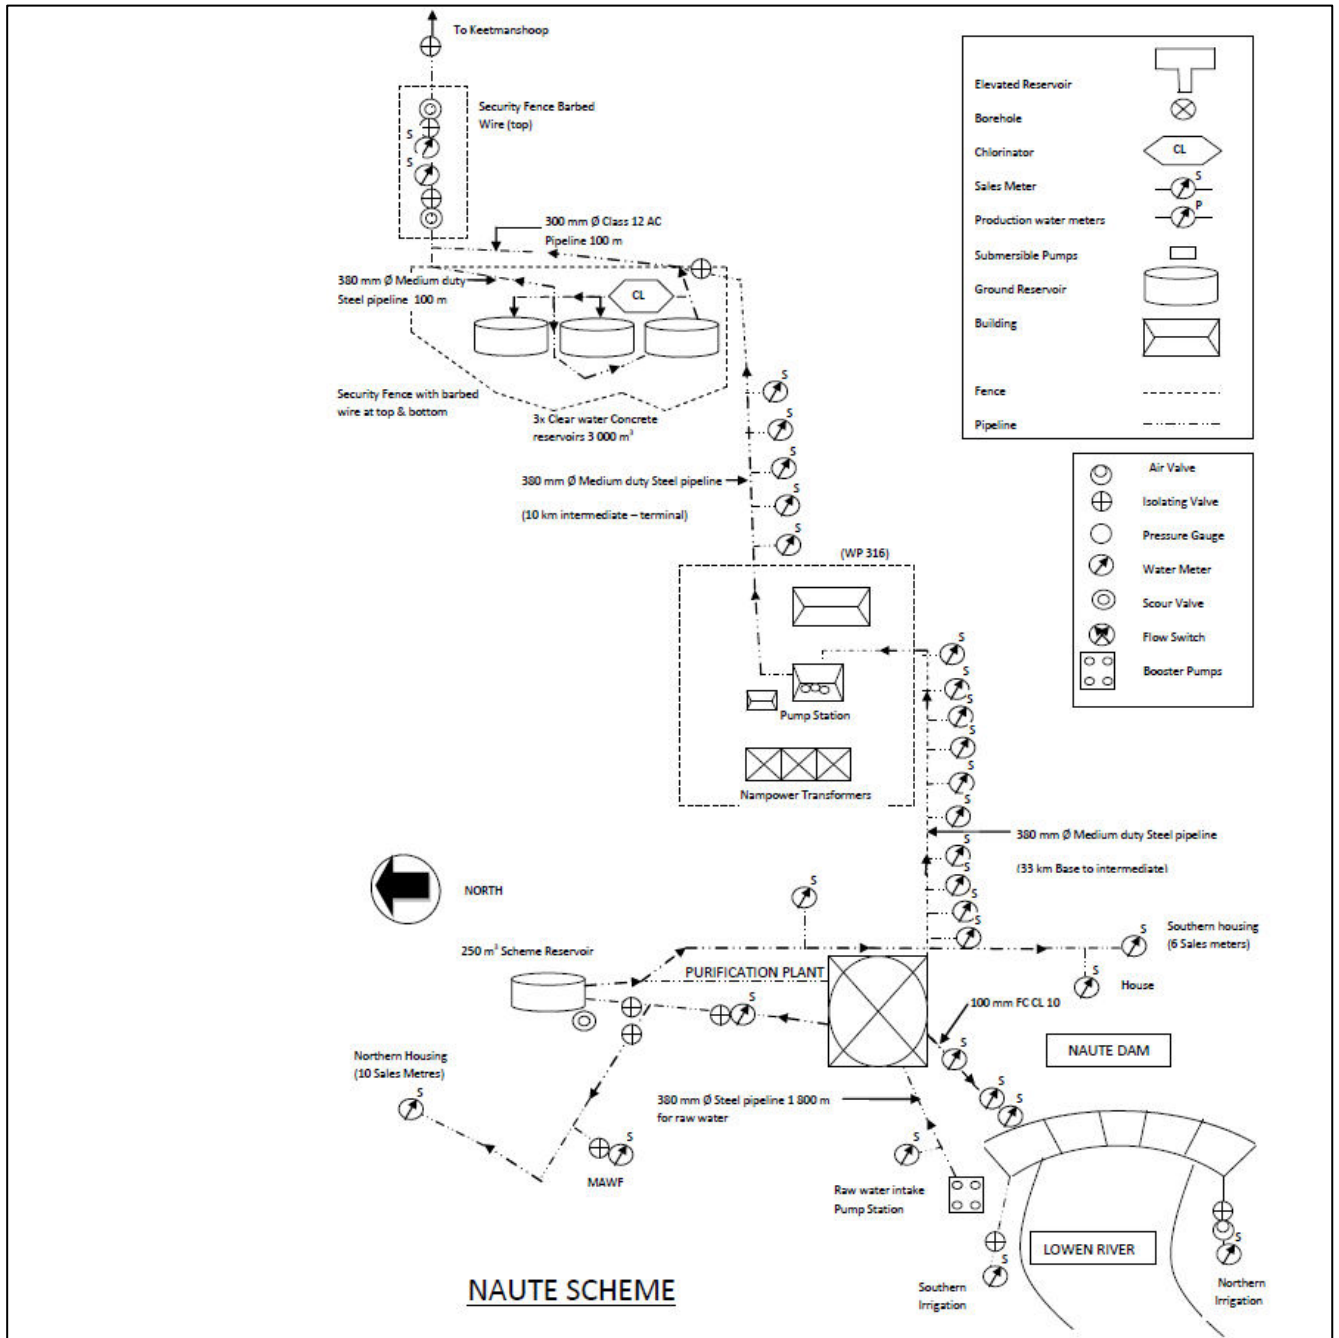 To Keetmanshoop
Security Fence Barbed
Wire (top)
S
S
300 mm Ø Class 12 AC
Pipeline 100 m
380 mm Ø Medium duty
Steel pipeline 100 m
CL
Security Fence with barbed
wire at top & bottom
3x Clear water Concrete
reservoirs 3 000 m³
S
S
S
S
S
380 mm Ø Medium duty Steel pipeline
(10 km intermediate – terminal)
(WP 316)
Pump Station
Nampower Transformers
S
S
S
S
S
S
S
S
S
S
380 mm Ø Medium duty Steel pipeline
(33 km Base to intermediate)
NORTH
S
250 m³ Scheme Reservoir
PURIFICATION PLANT
S
Southern housing
(6 Sales meters)
S
House
S
100 mm FC CL 10
S
S
S
NAUTE DAM
Northern Housing
(10 Sales Metres)
S
S
MAWF
380 mm Ø Steel pipeline 1 800 m
for raw water
S
Raw water intake
Pump Station
LOWEN RIVER
S
Southern
Irrigation
S
Northern
Irrigation
NAUTE SCHEME
Elevated Reservoir
Borehole
Chlorinator
CL
Sales Meter
S
Production water meters
P
Submersible Pumps
Ground Reservoir
Building
Fence
Pipeline
Air Valve
Isolating Valve
Pressure Gauge
Water Meter
Scour Valve
Flow Switch
Booster Pumps